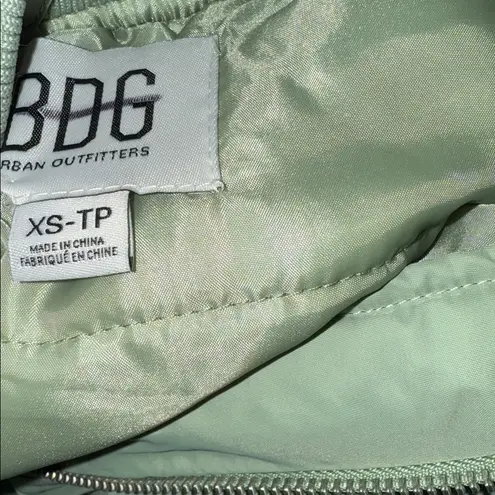 BDG
RBAN OUTFITTERS
XS-TP
MADE IN CHINA
FABRIQUÉ EN CHINE